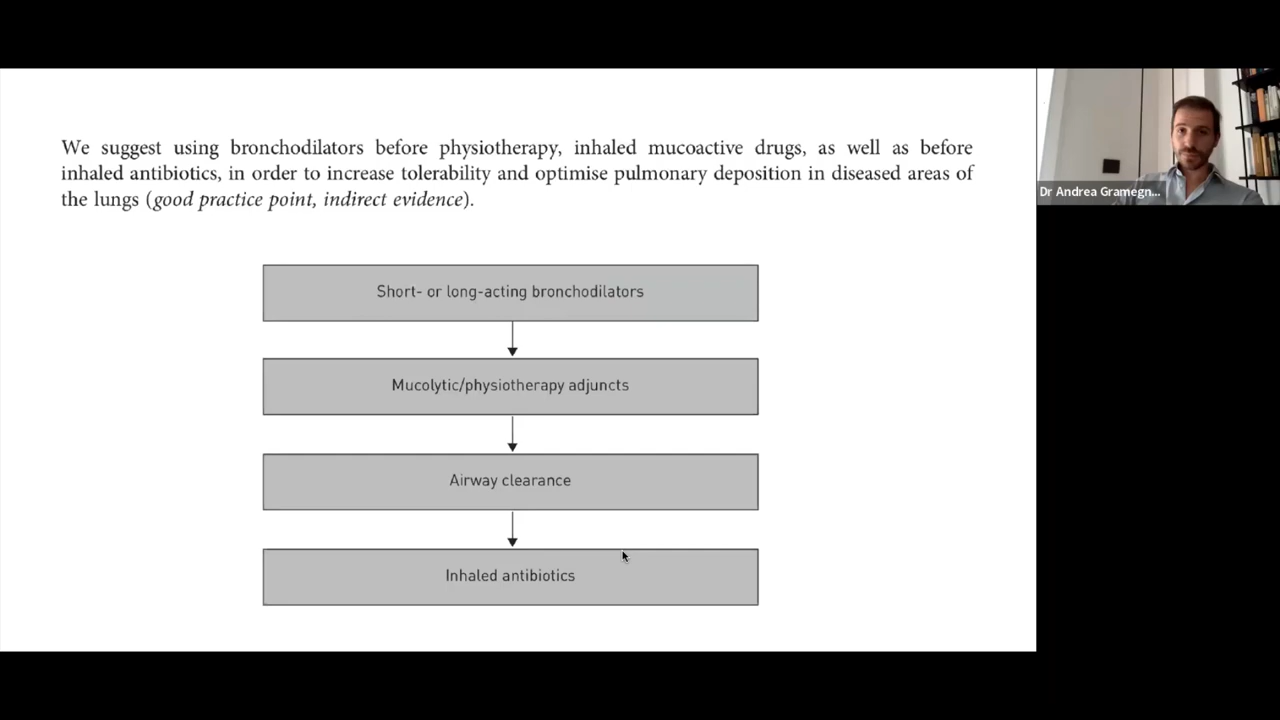 We suggest using bronchodilators before physiotherapy, inhaled mucoactive drugs, as well as before
inhaled antibiotics, in order to increase tolerability and optimise pulmonary deposition in diseased areas of
the lungs (good practice point, indirect evidence).
Short- or long-acting bronchodilators
Mucolytic/physiotherapy adjuncts
Airway clearance
Inhaled antibiotics
Dr Andrea Gramegn...